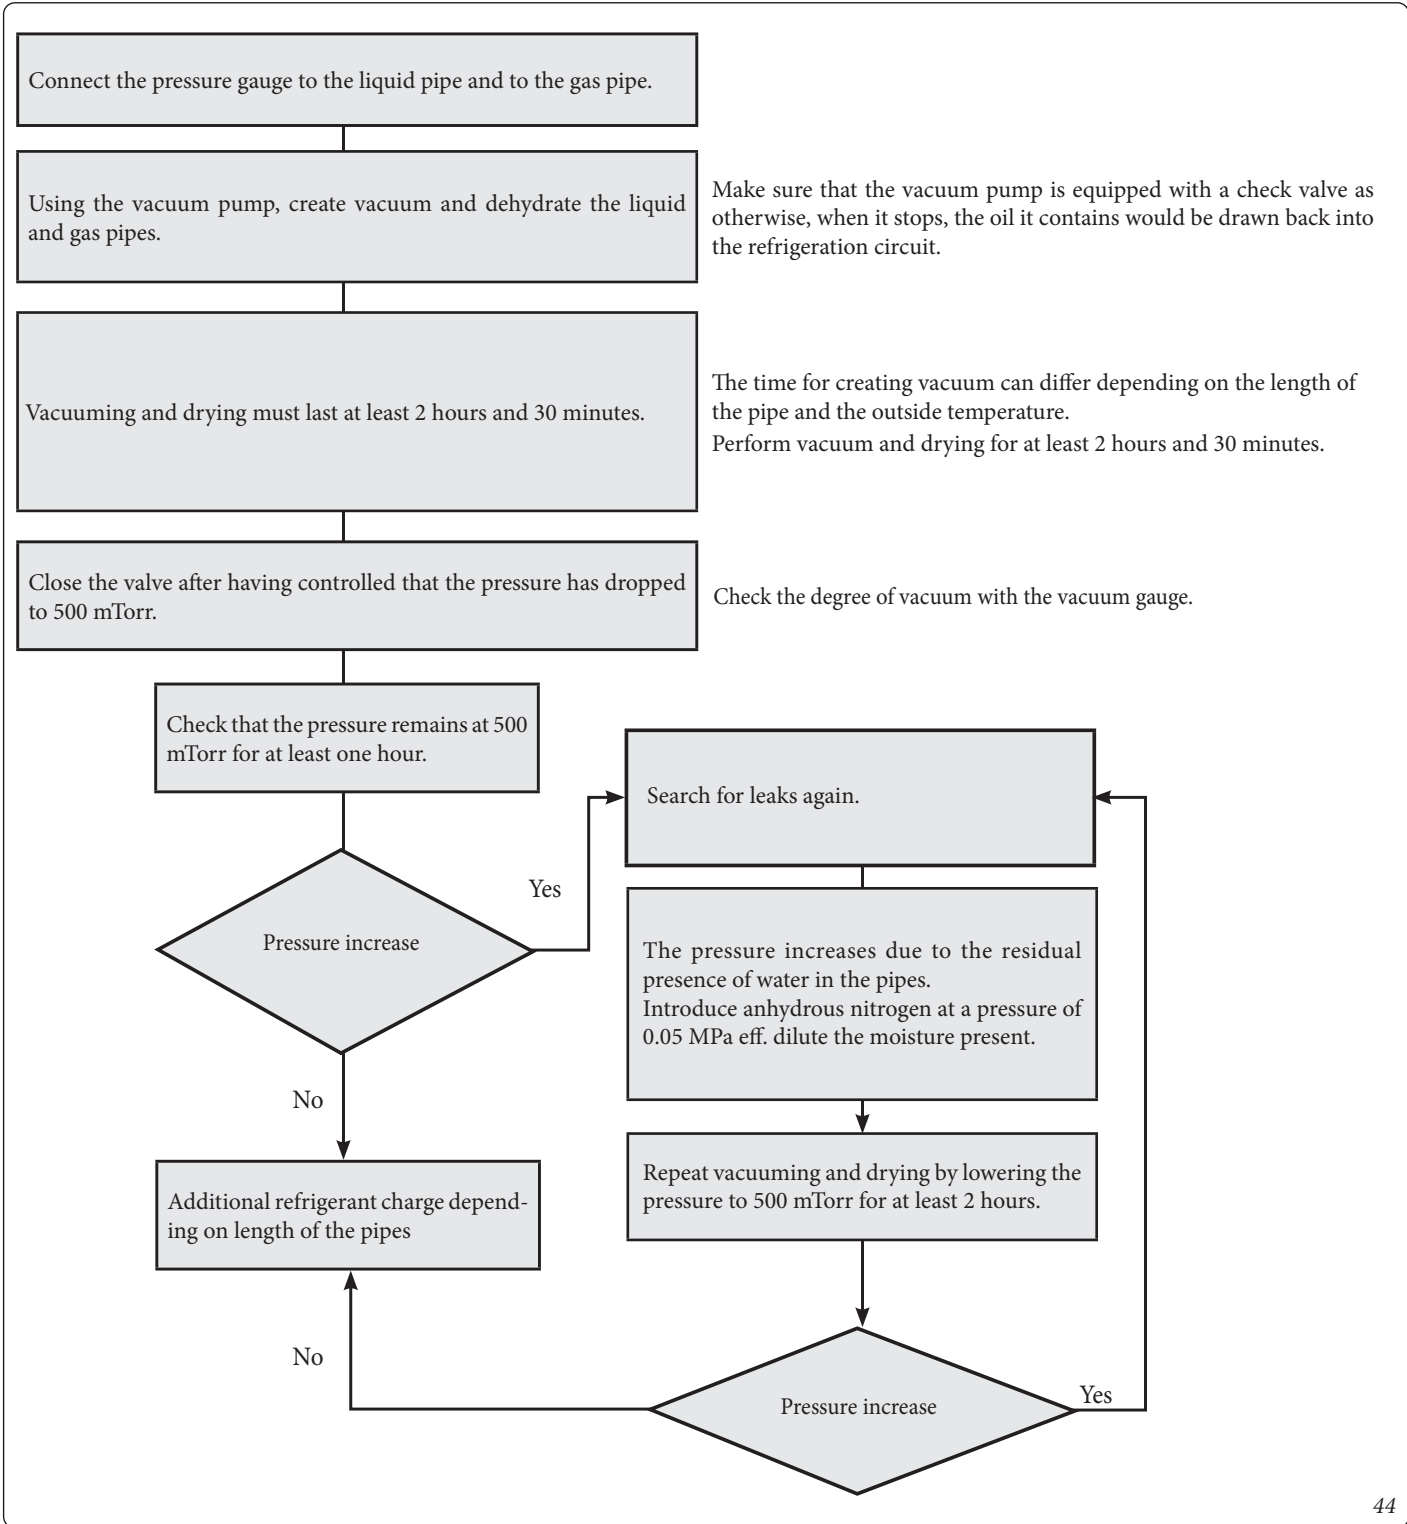 Connect the pressure gauge to the liquid pipe and to the gas pipe.
Using the vacuum pump, create vacuum and dehydrate the liquid
and gas pipes.
Make sure that the vacuum pump is equipped with a check valve as
otherwise, when it stops, the oil it contains would be drawn back into
the refrigeration circuit.
Vacuuming and drying must last at least 2 hours and 30 minutes.
The time for creating vacuum can differ depending on the length of
the pipe and the outside temperature.
Perform vacuum and drying for at least 2 hours and 30 minutes.
Close the valve after having controlled that the pressure has dropped
to 500 mTorr.
Check the degree of vacuum with the vacuum gauge.
Check that the pressure remains at 500
mTorr for at least one hour.
Search for leaks again.
Yes
Pressure increase
The pressure increases due to the residual
presence of water in the pipes.
Introduce anhydrous nitrogen at a pressure of
0.05 MPa eff. dilute the moisture present.
No
Additional refrigerant charge depend-
ing on length of the pipes
Repeat vacuuming and drying by lowering the
pressure to 500 mTorr for at least 2 hours.
No
Pressure increase
Yes
44